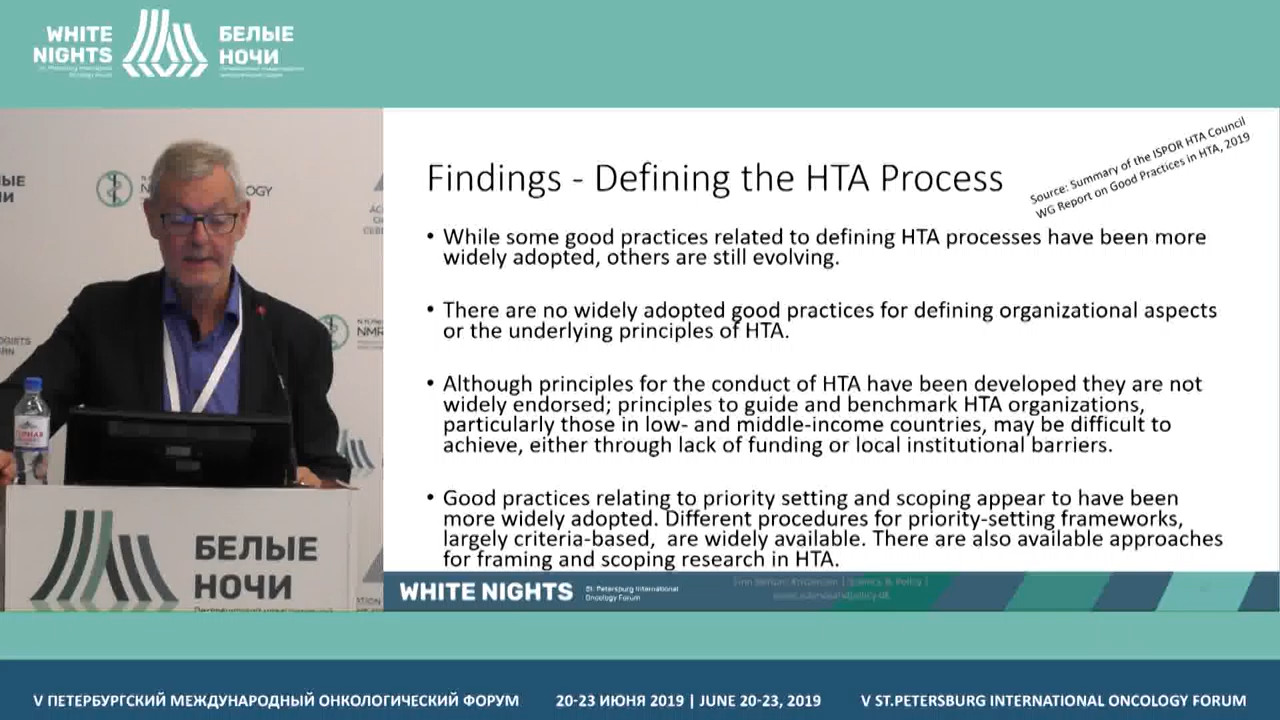 WHITE
NIGHTS
St. Petersburg International
Oncology Forum
БЕЛЫЕ
НОЧИ
ЫЕ
И
OLOGY
NMR
Findings - Defining the HTA Process
Source: Summary of the ISPOR HTA Council
WG Report on Good Practices in HTA, 2019
• While some good practices related to defining HTA processes have been more
widely adopted, others are still evolving.
• There are no widely adopted good practices for defining organizational aspects
or the underlying principles of HTA.
• Although principles for the conduct of HTA have been developed they are not
widely endorsed; principles to guide and benchmark HTA organizations,
particularly those in low- and middle-income countries, may be difficult to
achieve, either through lack of funding or local institutional barriers.
• Good practices relating to priority setting and scoping appear to have been
more widely adopted. Different procedures for priority-setting frameworks,
largely criteria-based, are widely available. There are also available approaches
for framing and scoping research in HTA.
БЕЛЫЕ
НОЧИ
WHITE NIGHTS
St. Petersburg International
Oncology Forum
V ПЕТЕРБУРГСКИЙ МЕЖДУНАРОДНЫЙ ОНКОЛОГИЧЕСКИЙ ФОРУМ
20-23 ИЮНЯ 2019 | JUNE 20-23, 2019
V ST.PETERSBURG INTERNATIONAL ONCOLOGY FORUM